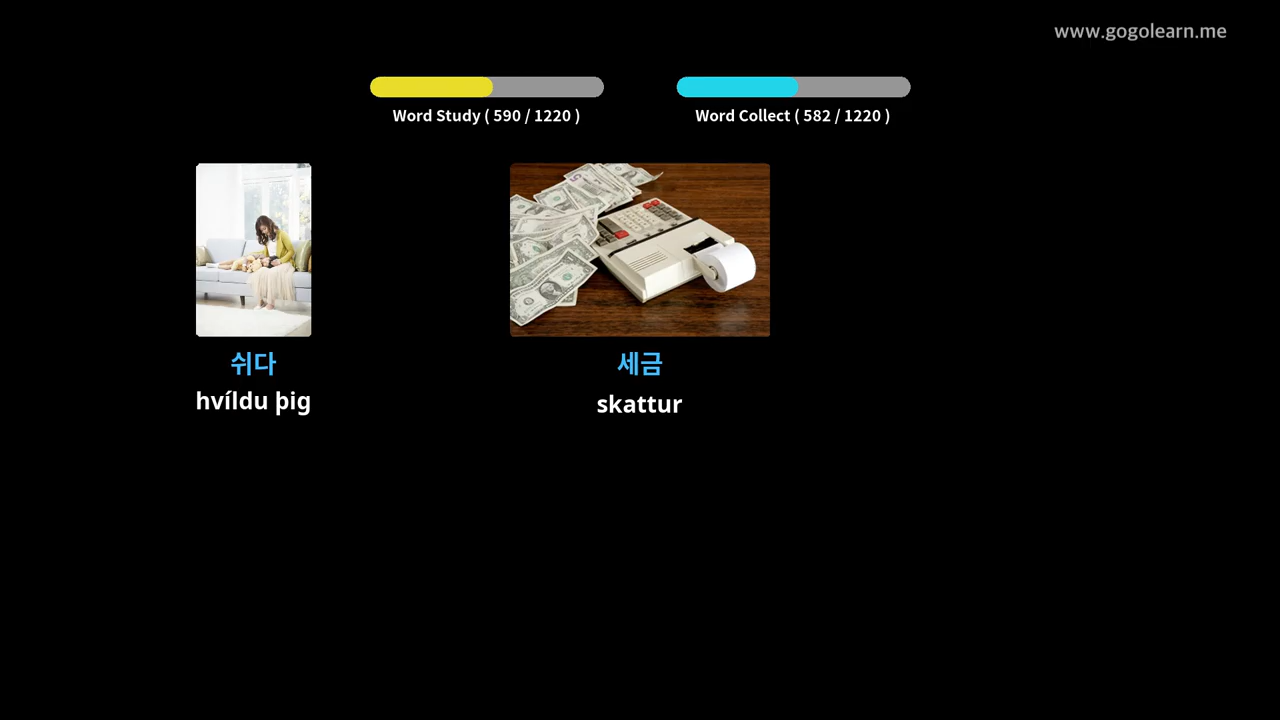 www.gogolearn.me
Word Study ( 590 / 1220 )
Word Collect ( 582 / 1220 )
쉬다
hvíldu þig
세금
skattur